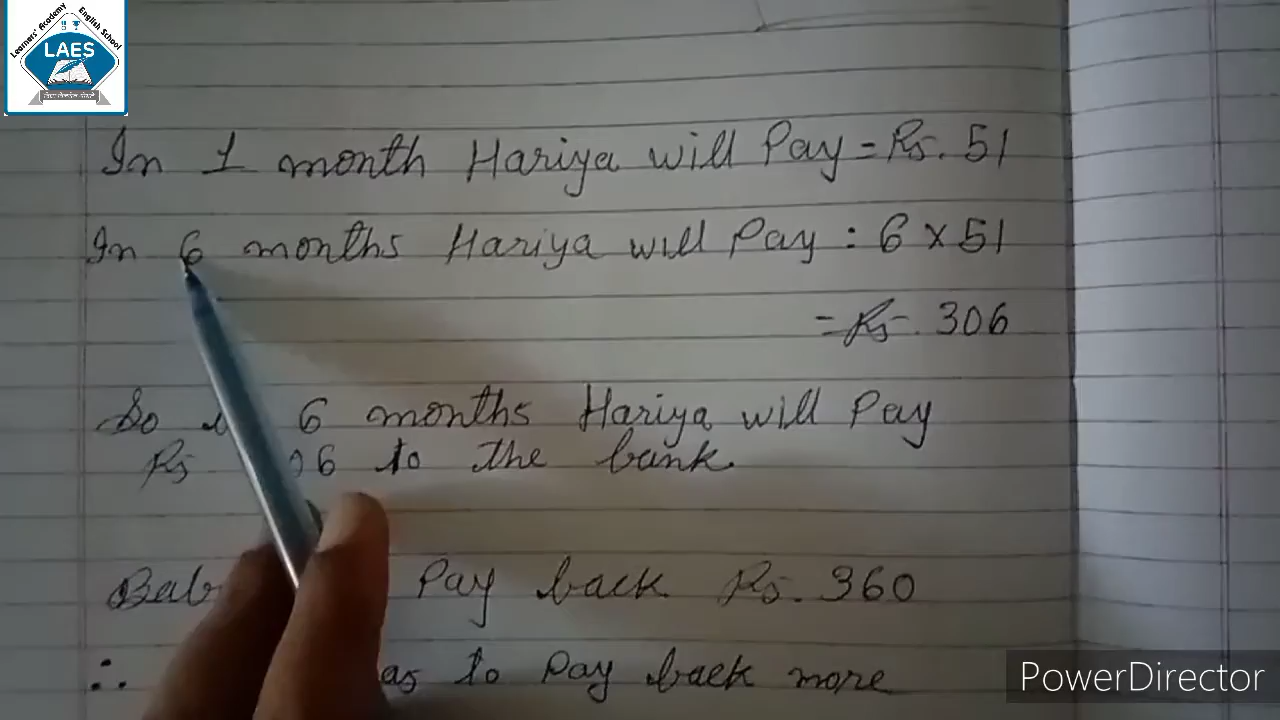 Learners' Academy English School
LAES
In 1 month Hariya will Pay = Rs. 51
In 6 months Hariya will Pay : 6 × 51
= Rs. 306
So 6 months Hariya will Pay
Rs 6 to the bank.
Pay back Rs. 360
∴ as to Pay back more
PowerDirector